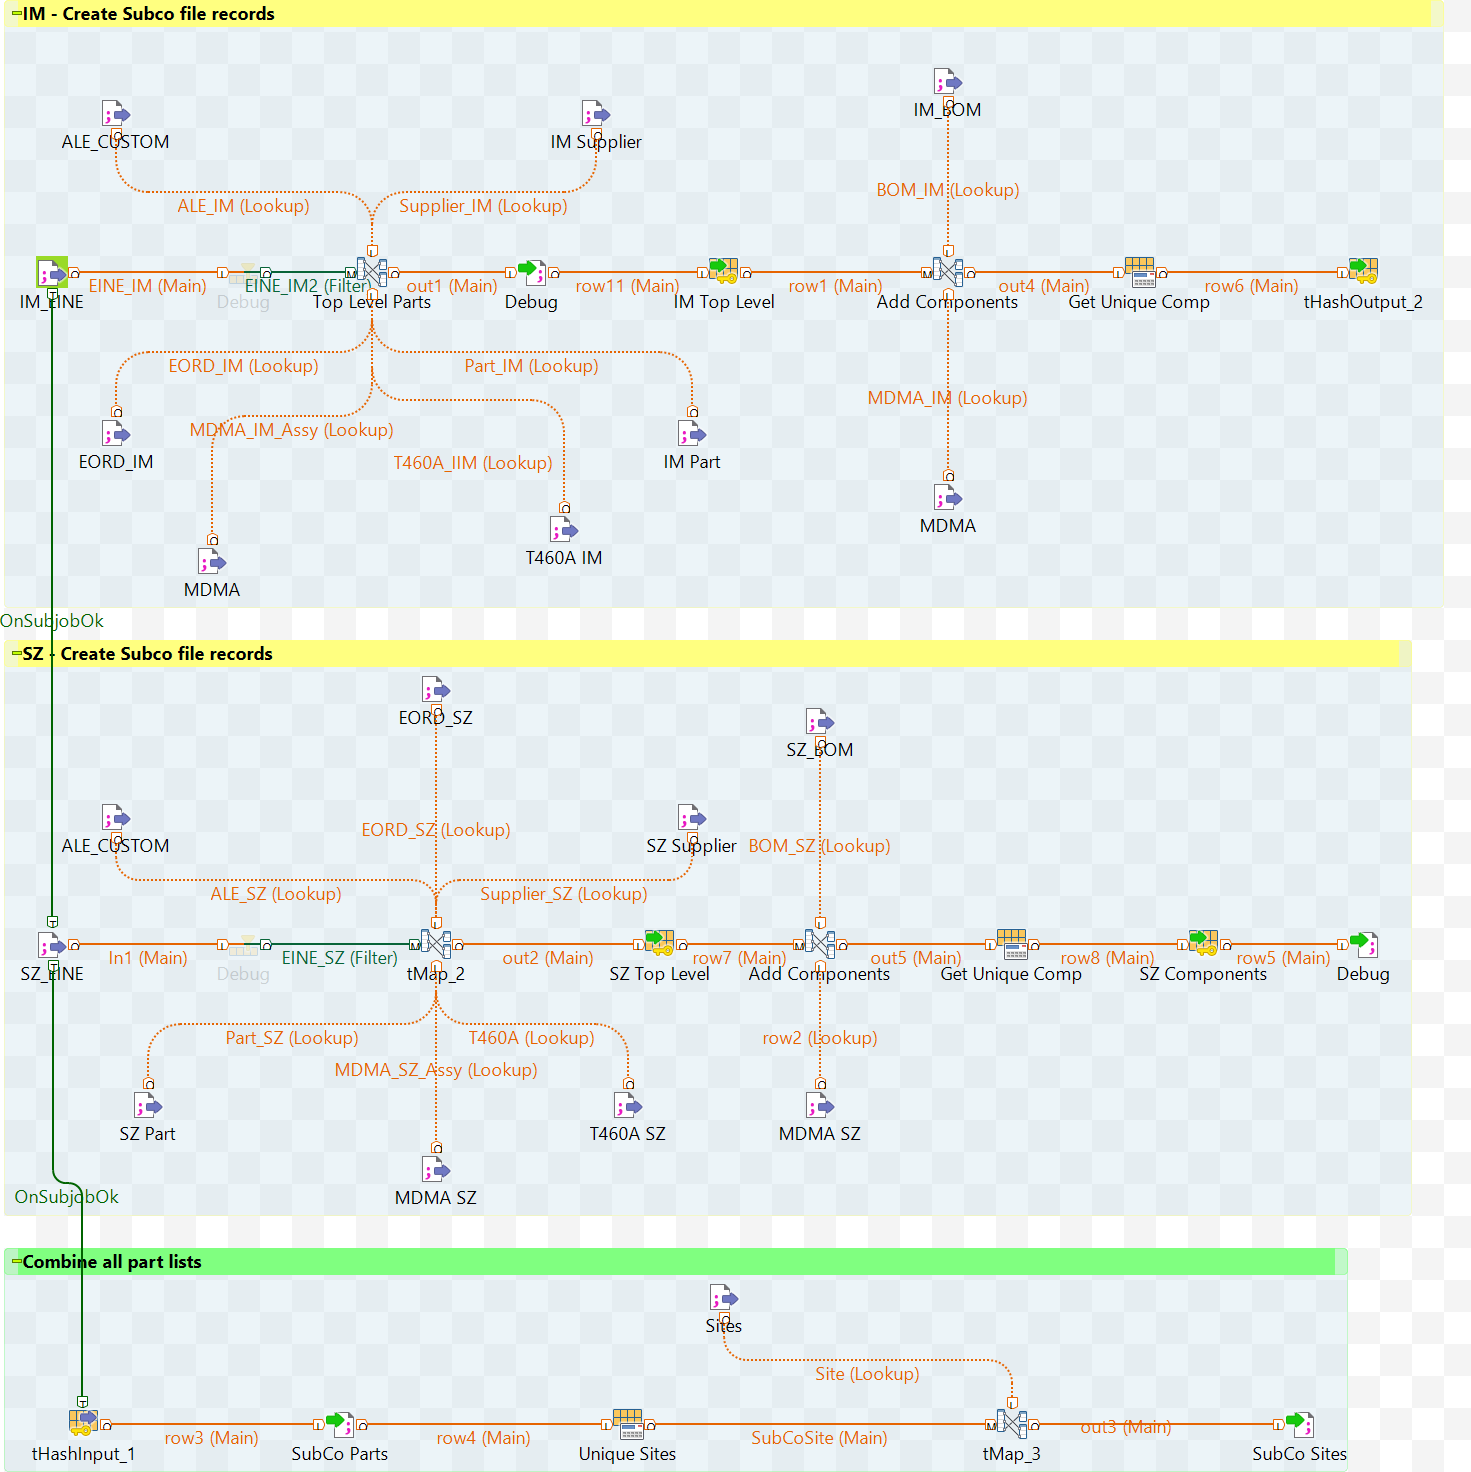 IM - Create Subco file records
IM_BOM
ALE_CUSTOM
IM Supplier
BOM_IM (Lookup)
ALE_IM (Lookup)
Supplier_IM (Lookup)
EINE_IM (Main)
EINE_IM2 (Filter)
out1 (Main)
row11 (Main)
row1 (Main)
out4 (Main)
row6 (Main)
IM_EINE
Debug
Top Level Parts
Debug
IM Top Level
Add Components
Get Unique Comp
tHashOutput_2
EORD_IM (Lookup)
Part_IM (Lookup)
MDMA_IM (Lookup)
MDMA_IM_Assy (Lookup)
T460A_IIM (Lookup)
EORD_IM
IM Part
MDMA
T460A IM
MDMA
OnSubjobOk
SZ - Create Subco file records
EORD_SZ
SZ_BOM
EORD_SZ (Lookup)
ALE_CUSTOM
SZ Supplier
BOM_SZ (Lookup)
ALE_SZ (Lookup)
Supplier_SZ (Lookup)
In1 (Main)
EINE_SZ (Filter)
out2 (Main)
row7 (Main)
out5 (Main)
row8 (Main)
row5 (Main)
SZ_EINE
Debug
tMap_2
SZ Top Level
Add Components
Get Unique Comp
SZ Components
Debug
Part_SZ (Lookup)
T460A (Lookup)
row2 (Lookup)
MDMA_SZ_Assy (Lookup)
SZ Part
T460A SZ
MDMA SZ
MDMA SZ
OnSubjobOk
Combine all part lists
Sites
Site (Lookup)
row3 (Main)
row4 (Main)
SubCoSite (Main)
out3 (Main)
tHashInput_1
SubCo Parts
Unique Sites
tMap_3
SubCo Sites